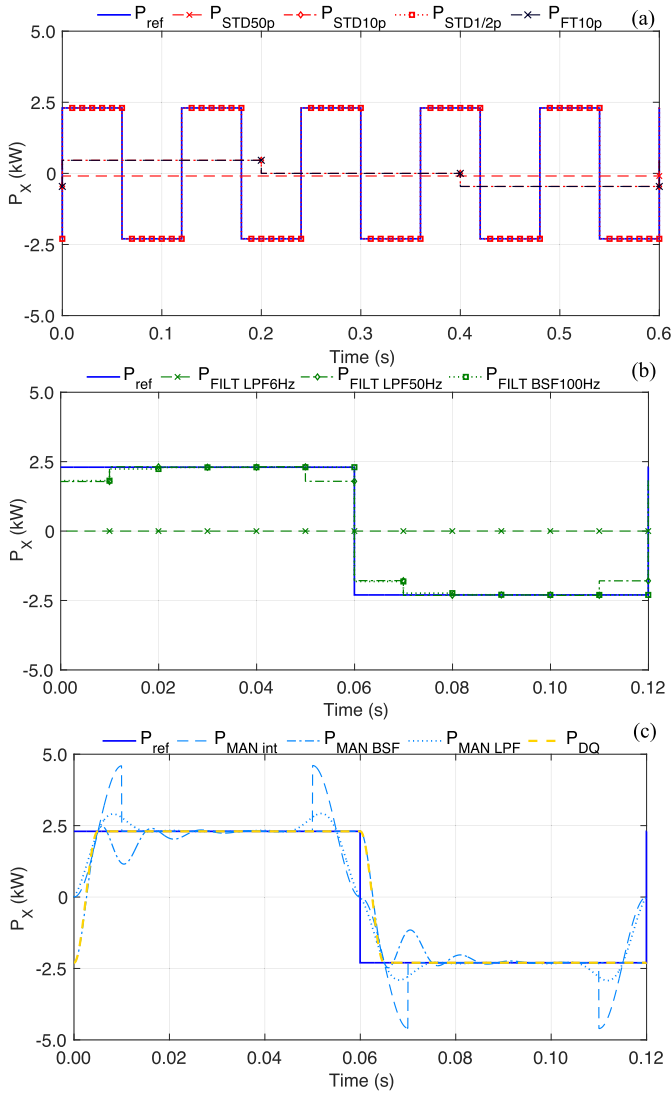 P_ref P_STD50p P_STD10p P_STD1/2p P_FT10p (a)
5.0
2.5
0
-2.5
-5.0
P_X (kW)
0.0 0.1 0.2 0.3 0.4 0.5 0.6
Time (s)
P_ref P_FILT LPF6Hz P_FILT LPF50Hz P_FILT BSF100Hz (b)
5.0
2.5
0
-2.5
-5.0
P_X (kW)
0.00 0.02 0.04 0.06 0.08 0.10 0.12
Time (s)
P_ref P_MAN int P_MAN BSF P_MAN LPF P_DQ (c)
5.0
2.5
0
-2.5
-5.0
P_X (kW)
0.00 0.02 0.04 0.06 0.08 0.10 0.12
Time (s)